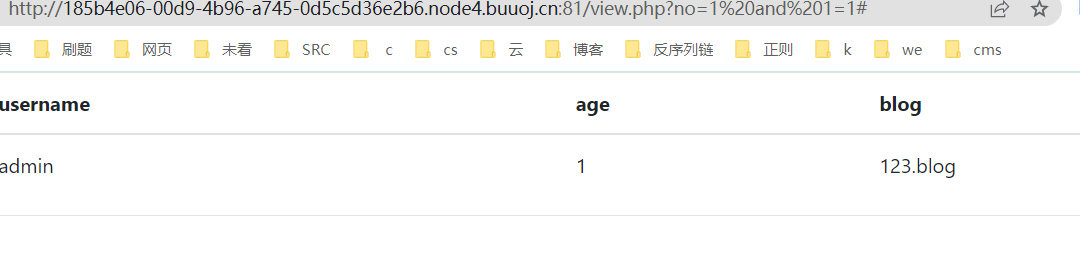 http://185b4e06-00d9-4b96-a745-0d5c5d36e2b6.node4.buuoj.cn:81/view.php?no=1%20and%201=1#
具 刷题 网页 未看 SRC c cs 云 博客 反序列链 正则 k we cms
username age blog
admin 1 123.blog